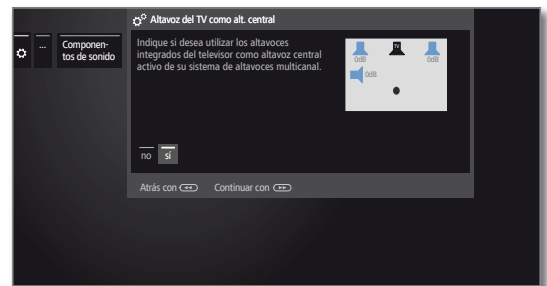 Altavoz del TV como alt. central
...
Componen-
tos de sonido
Indique si desea utilizar los altavoces
integrados del televisor como altavoz central
activo de su sistema de altavoces multicanal.
TV
0dB
0dB
0dB
no
sí
Atrás con
Continuar con